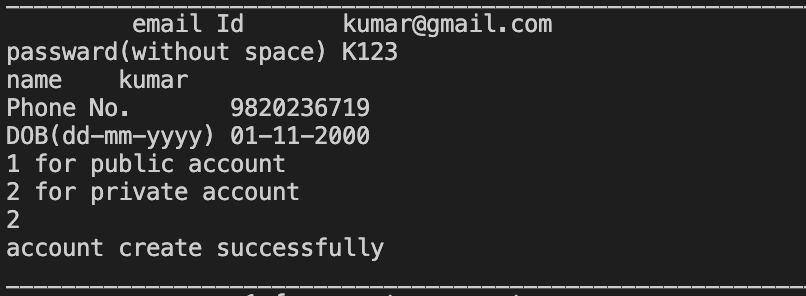 email Id kumar@gmail.com
passward(without space) K123
name kumar
Phone No. 9820236719
DOB(dd-mm-yyyy) 01-11-2000
1 for public account
2 for private account
2
account create successfully